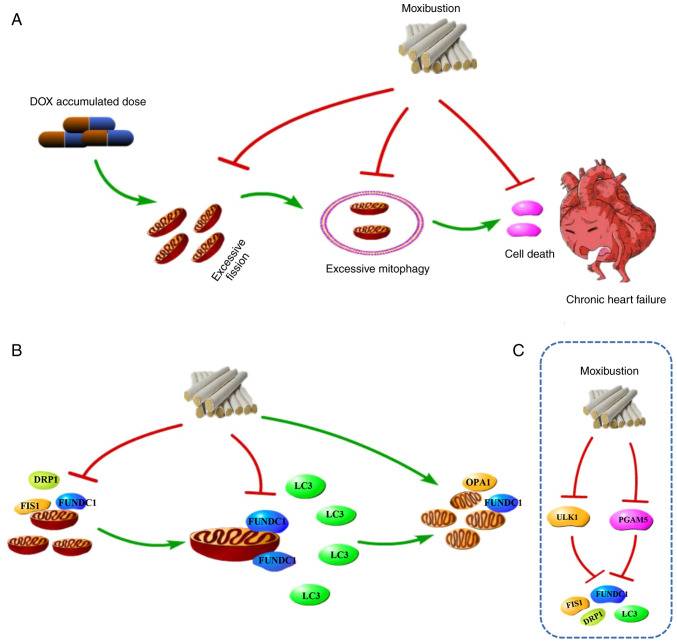 A
Moxibustion
DOX accumulated dose
Excessive
fission
Excessive mitophagy
Cell death
Chronic heart failure
B
DRP1
FIS1
FUNDC1
FUNDC1
FUNDC1
LC3
LC3
LC3
LC3
OPA1
FUNDC1
C
Moxibustion
ULK1
PGAM5
FIS1
FUNDC1
DRP1
LC3